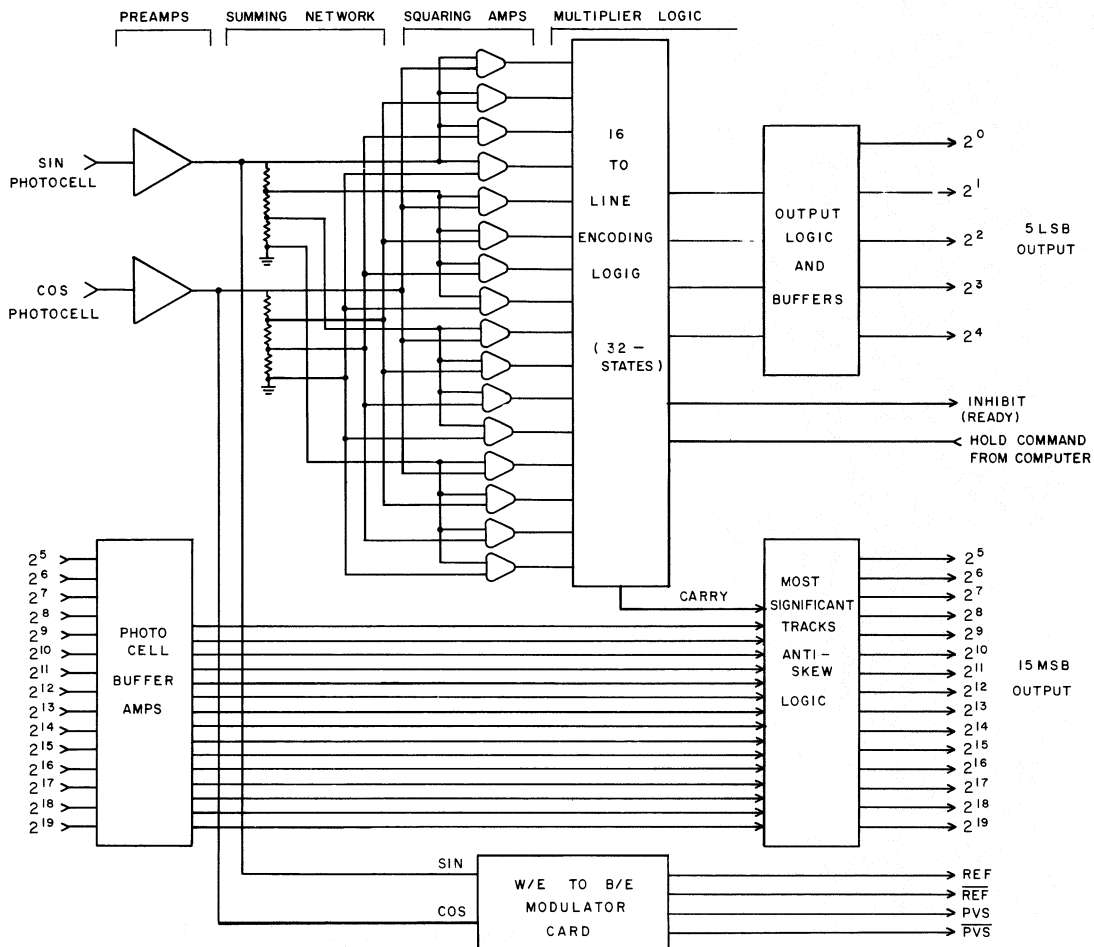 PREAMPS SUMMING NETWORK SQUARING AMPS MULTIPLIER LOGIC
SIN
PHOTOCELL
COS
PHOTOCELL
16
TO
LINE
ENCODING
LOGIG
(32-
STATES)
OUTPUT
LOGIC
AND
BUFFERS
2⁰
2¹
2²
2³
2⁴
5 LSB
OUTPUT
INHIBIT
(READY)
HOLD COMMAND
FROM COMPUTER
2⁵
2⁶
2⁷
2⁸
2⁹
2¹⁰
2¹¹
2¹²
2¹³
2¹⁴
2¹⁵
2¹⁶
2¹⁷
2¹⁸
2¹⁹
PHOTO
CELL
BUFFER
AMPS
CARRY
MOST
SIGNIFICANT
TRACKS
ANTI-
SKEW
LOGIC
2⁵
2⁶
2⁷
2⁸
2⁹
2¹⁰
2¹¹
2¹²
2¹³
2¹⁴
2¹⁵
2¹⁶
2¹⁷
2¹⁸
2¹⁹
15 MSB
OUTPUT
SIN
COS
W/E TO B/E
MODULATOR
CARD
REF
R̅E̅F̅
PVS
P̅V̅S̅